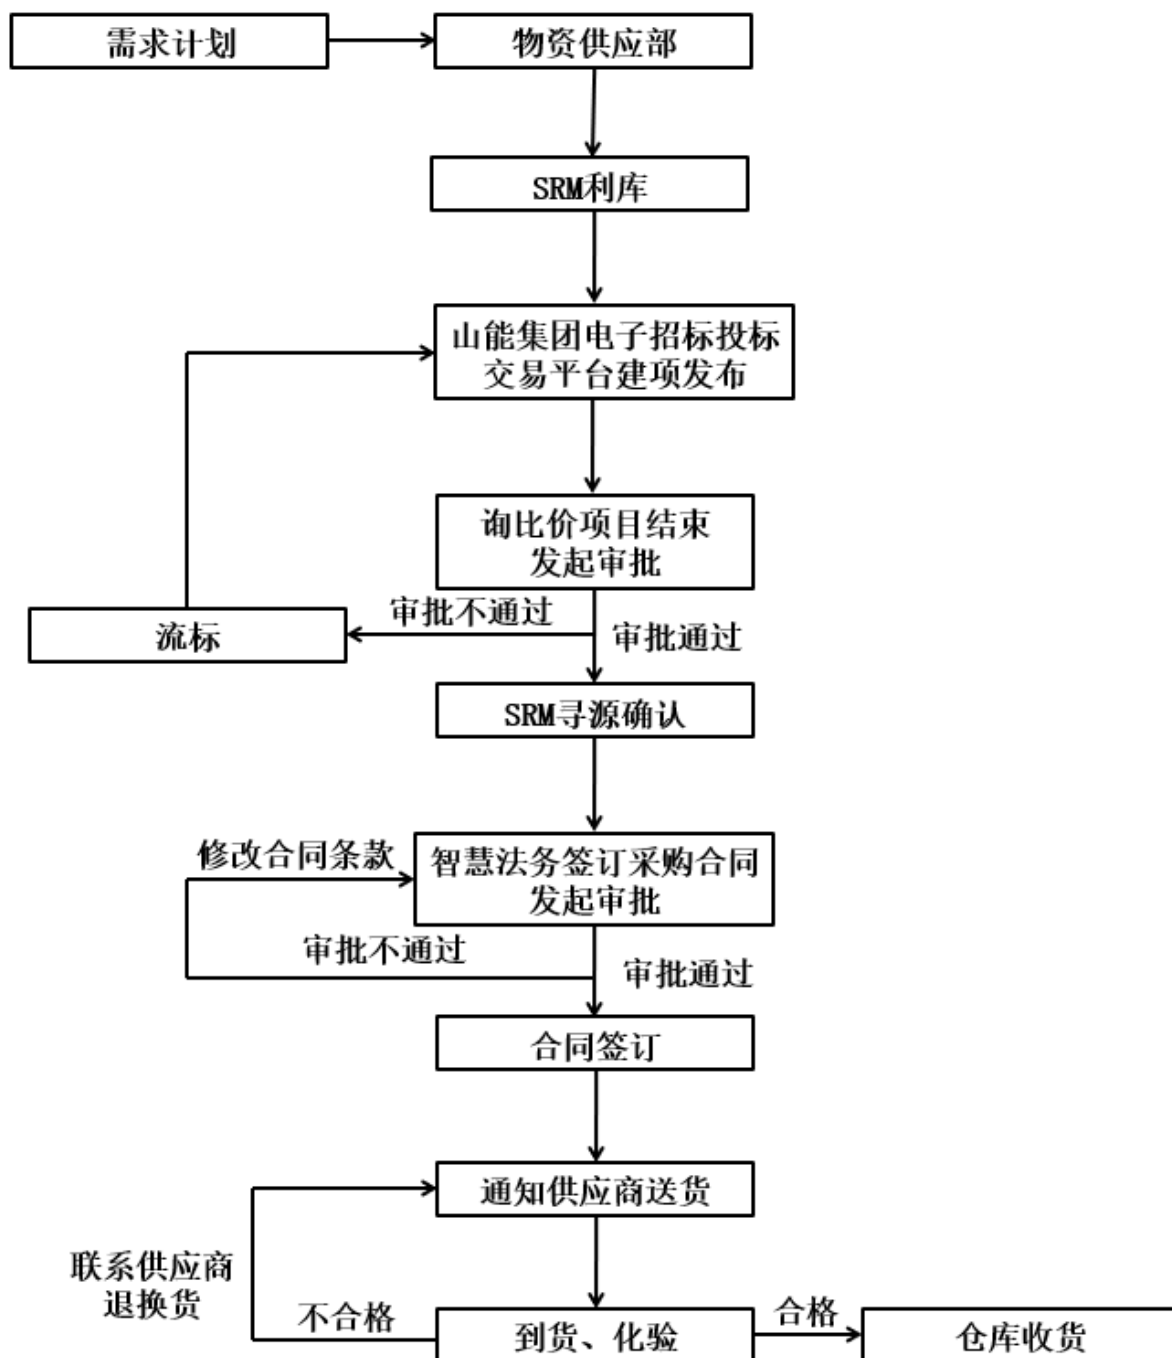 需求计划
物资供应部
SRM利库
山能集团电子招标投标
交易平台建项发布
询比价项目结束
发起审批
审批不通过
审批通过
流标
SRM寻源确认
修改合同条款
智慧法务签订采购合同
发起审批
审批不通过
审批通过
合同签订
通知供应商送货
联系供应商
退换货
不合格
到货、化验
合格
仓库收货